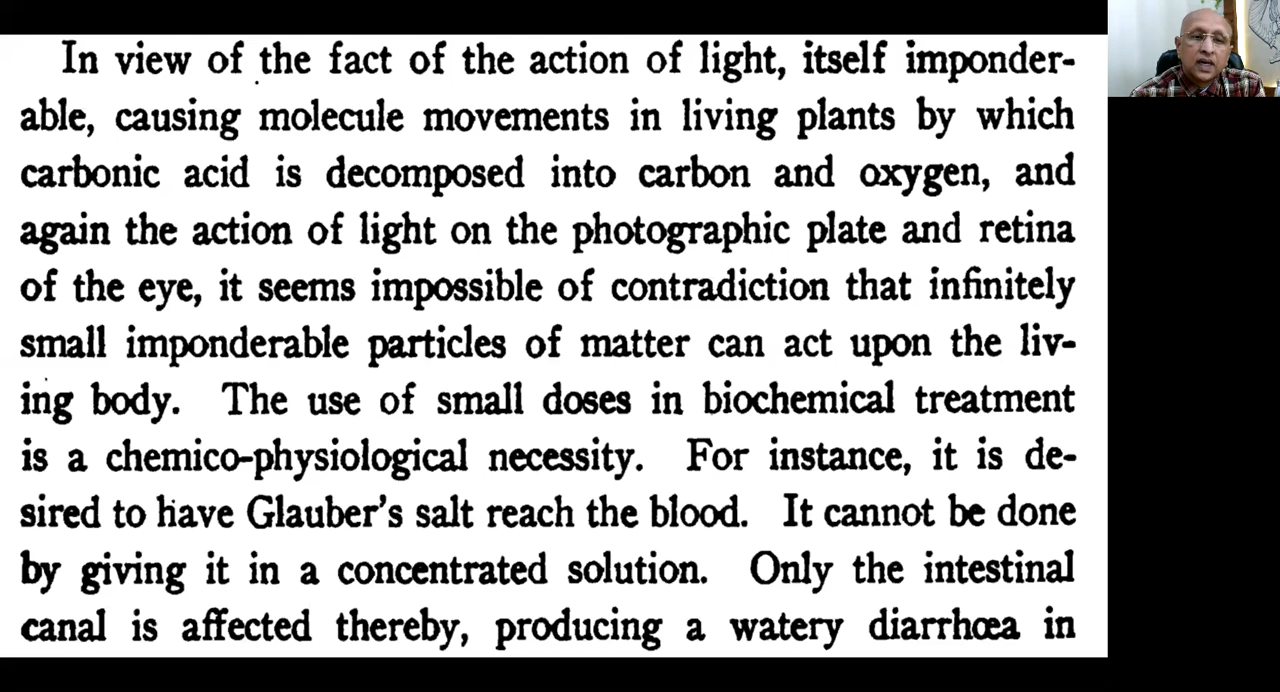 In view of the fact of the action of light, itself imponder-
able, causing molecule movements in living plants by which
carbonic acid is decomposed into carbon and oxygen, and
again the action of light on the photographic plate and retina
of the eye, it seems impossible of contradiction that infinitely
small imponderable particles of matter can act upon the liv-
ing body. The use of small doses in biochemical treatment
is a chemico-physiological necessity. For instance, it is de-
sired to have Glauber's salt reach the blood. It cannot be done
by giving it in a concentrated solution. Only the intestinal
canal is affected thereby, producing a watery diarrhœa in